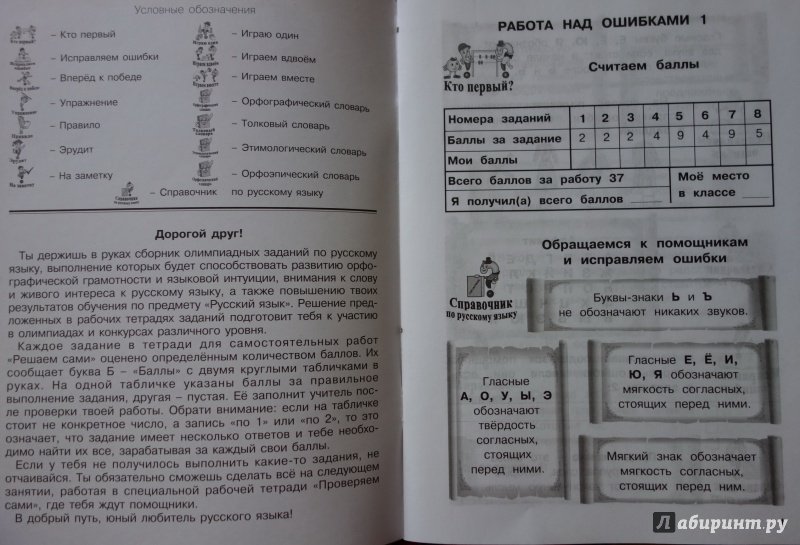 Условные обозначения
Кто первый?
– Кто первый
– Исправляем ошибки
– Вперёд к победе
– Упражнение
– Правило
– Эрудит
– На заметку
– Играю один
– Играем вдвоём
– Играем вместе
– Орфографический словарь
– Толковый словарь
– Этимологический словарь
– Орфоэпический словарь
– Справочник по русскому языку
Дорогой друг!
Ты держишь в руках сборник олимпиадных заданий по русскому
языку, выполнение которых будет способствовать развитию орфо-
графической грамотности и языковой интуиции, внимания к слову
и живого интереса к русскому языку, а также повышению твоих
результатов обучения по предмету «Русский язык». Решение пред-
ложенных в рабочих тетрадях заданий подготовит тебя к участию
в олимпиадах и конкурсах различного уровня.
Каждое задание в тетради для самостоятельных работ
«Решаем сами» оценено определённым количеством баллов. Их
сообщает буква Б – «Баллы» с двумя круглыми табличками в
руках. На одной табличке указаны баллы за правильное
выполнение задания, другая – пустая. Её заполнит учитель пос-
ле проверки твоей работы. Обрати внимание: если на табличке
стоит не конкретное число, а запись «по 1» или «по 2», то это
означает, что задание имеет несколько ответов и тебе необхо-
димо найти их все, зарабатывая за каждый свои баллы.
Если у тебя не получилось выполнить какие-то задания, не
отчаивайся. Ты обязательно сможешь сделать всё на следующем
занятии, работая в специальной рабочей тетради «Проверяем
сами», где тебя ждут помощники.
В добрый путь, юный любитель русского языка!
РАБОТА НАД ОШИБКАМИ 1
Считаем баллы
Кто первый?
Номера заданий 1 2 3 4 5 6 7 8
Баллы за задание 2 2 2 4 9 4 9 5
Мои баллы
Всего баллов за работу 37
Я получил(а) всего баллов
Моё место
в классе
Обращаемся к помощникам
и исправляем ошибки
Справочник
по русскому языку
Буквы-знаки Ь и Ъ
не обозначают никаких звуков.
Гласные
А, О, У, Ы, Э
обозначают
твёрдость
согласных,
стоящих
перед ними.
Гласные Е, Ё, И,
Ю, Я обозначают
мягкость согласных,
стоящих перед ними.
Мягкий знак обозначает
мягкость согласных,
стоящих перед ним.
Лабиринт.ру